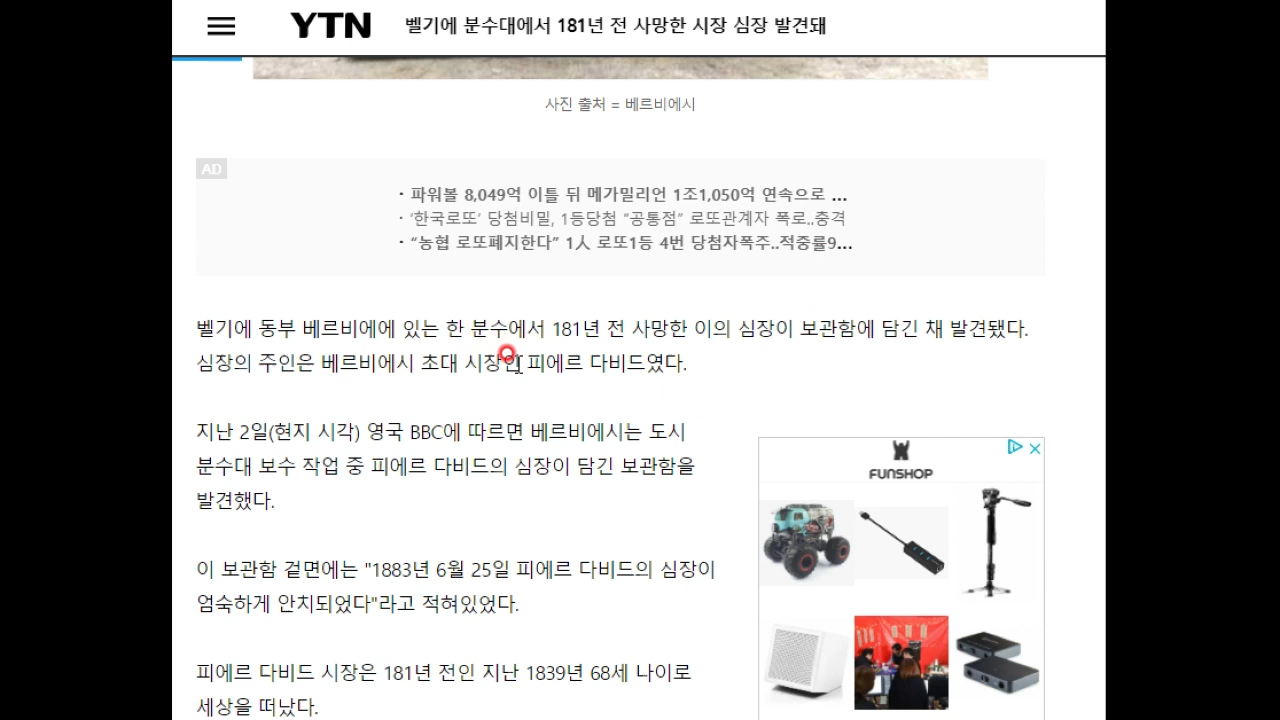 YTN 벨기에 분수대에서 181년 전 사망한 시장 심장 발견돼
사진 출처 = 베르비에시
AD
· 파워볼 8,049억 이틀 뒤 메가밀리언 1조1,050억 연속으로 ...
· ‘한국로또’ 당첨비밀, 1등당첨 “공통점” 로또관계자 폭로..충격
· “농협 로또폐지한다” 1人 로또1등 4번 당첨자폭주..적중률9...
벨기에 동부 베르비에에 있는 한 분수에서 181년 전 사망한 이의 심장이 보관함에 담긴 채 발견됐다.
심장의 주인은 베르비에시 초대 시장인 피에르 다비드였다.
지난 2일(현지 시각) 영국 BBC에 따르면 베르비에시는 도시
분수대 보수 작업 중 피에르 다비드의 심장이 담긴 보관함을
발견했다.
이 보관함 겉면에는 "1883년 6월 25일 피에르 다비드의 심장이
엄숙하게 안치되었다"라고 적혀있었다.
피에르 다비드 시장은 181년 전인 지난 1839년 68세 나이로
세상을 떠났다.
FUNSHOP